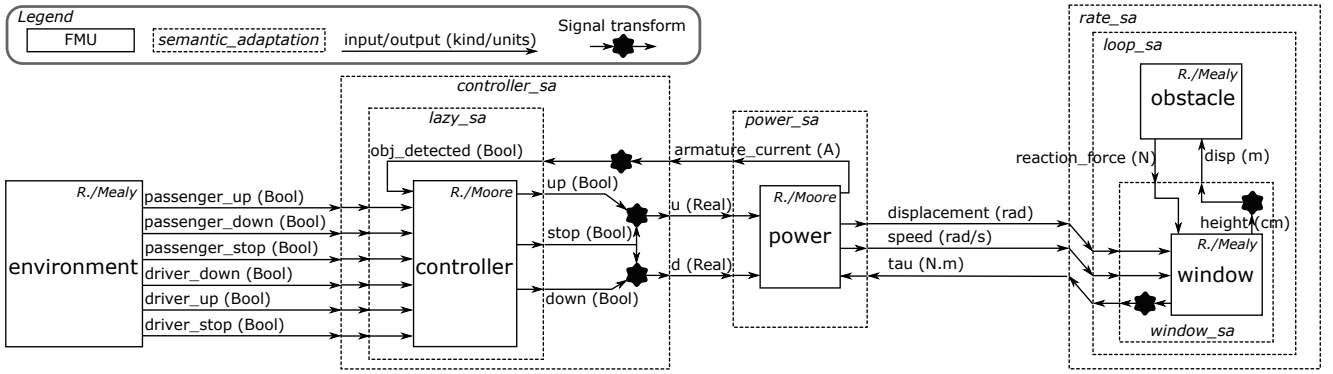 Legend
FMU
semantic_adaptation
input/output (kind/units)
Signal transform
controller_sa
lazy_sa
obj_detected (Bool)
armature_current (A)
power_sa
rate_sa
loop_sa
R./Mealy
obstacle
reaction_force (N)
disp (m)
R./Mealy
environment
passenger_up (Bool)
passenger_down (Bool)
passenger_stop (Bool)
driver_down (Bool)
driver_up (Bool)
driver_stop (Bool)
R./Moore
controller
up (Bool)
stop (Bool)
down (Bool)
u (Real)
d (Real)
R./Moore
power
displacement (rad)
speed (rad/s)
tau (N.m)
height (cm)
R./Mealy
window
window_sa